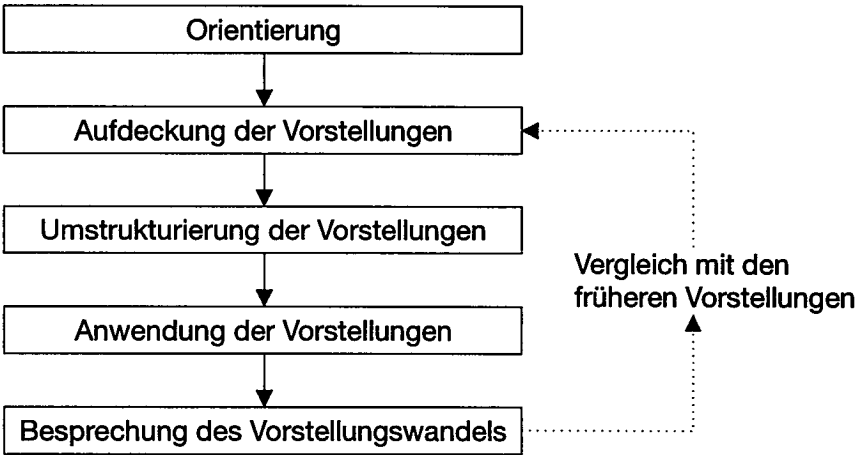 Orientierung
Aufdeckung der Vorstellungen
Umstrukturierung der Vorstellungen
Anwendung der Vorstellungen
Besprechung des Vorstellungswandels
Vergleich mit den
früheren Vorstellungen